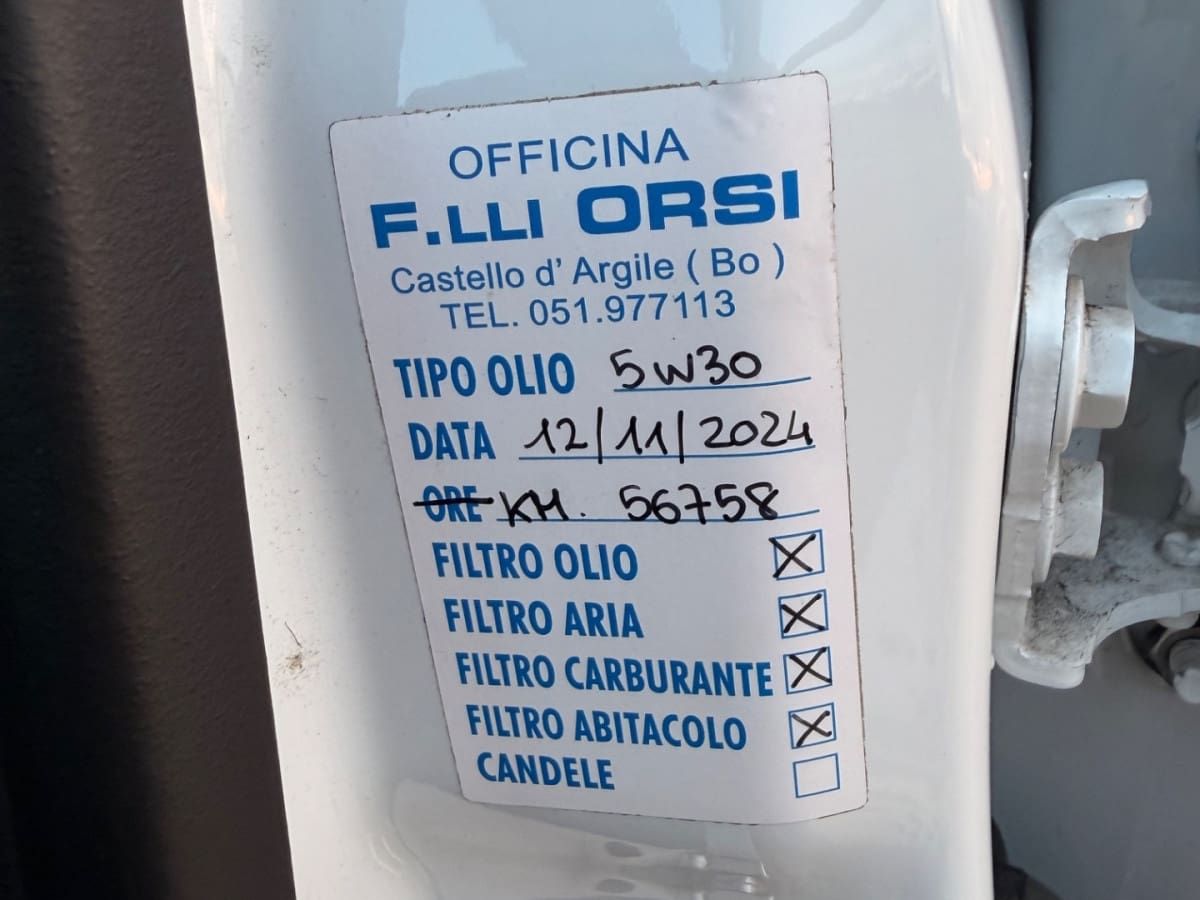 OFFICINA
F.LLI ORSI
Castello d' Argile ( Bo )
TEL. 051.977113
TIPO OLIO 5W30
DATA 12/11/2024
ORE KM. 56758
FILTRO OLIO X
FILTRO ARIA X
FILTRO CARBURANTE X
FILTRO ABITACOLO X
CANDELE